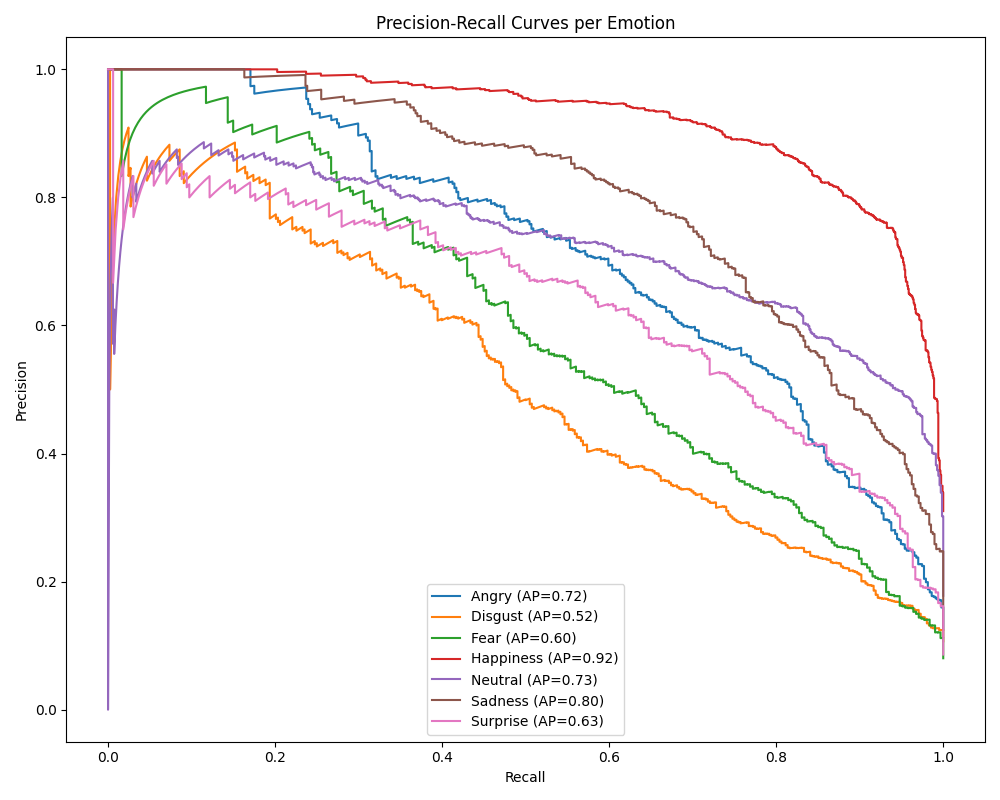 Precision-Recall Curves per Emotion
Precision
1.0
0.8
0.6
0.4
0.2
0.0
Angry (AP=0.72)
Disgust (AP=0.52)
Fear (AP=0.60)
Happiness (AP=0.92)
Neutral (AP=0.73)
Sadness (AP=0.80)
Surprise (AP=0.63)
0.0 0.2 0.4 0.6 0.8 1.0
Recall